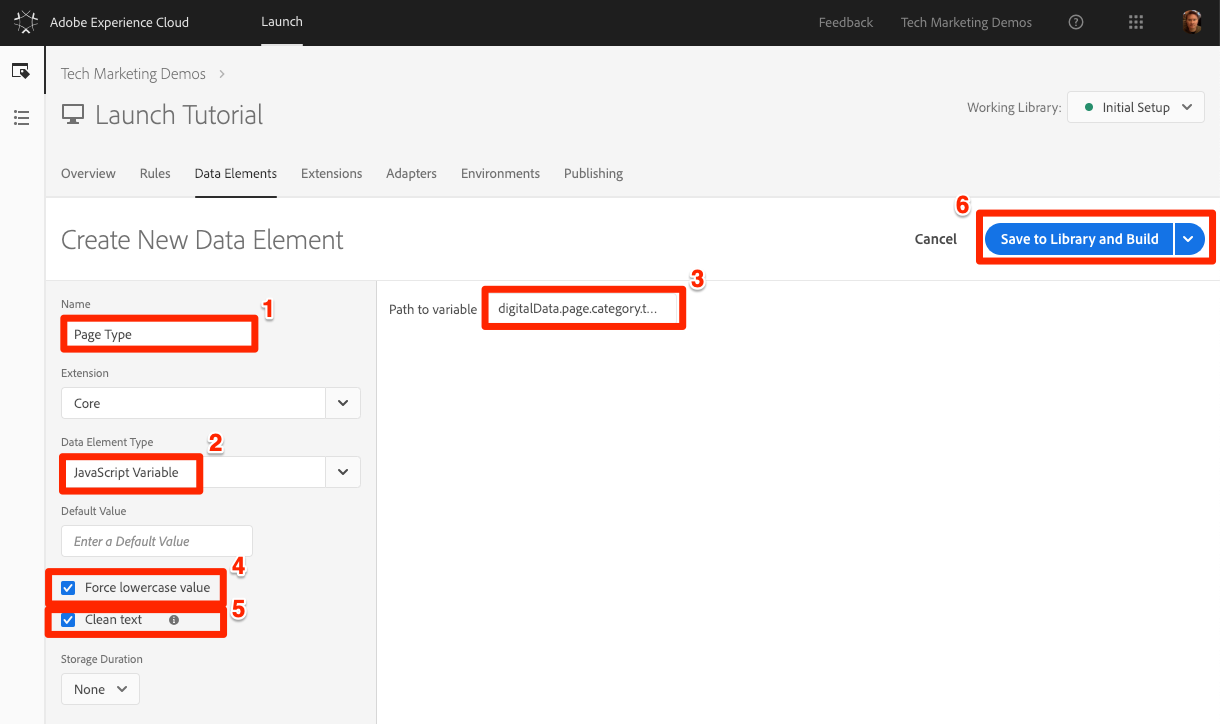 Adobe Experience Cloud Launch Feedback Tech Marketing Demos ?
Tech Marketing Demos >
Launch Tutorial
Working Library: Initial Setup
Overview Rules Data Elements Extensions Adapters Environments Publishing
6
Create New Data Element
Cancel Save to Library and Build
Name
1
Page Type
3
Path to variable digitalData.page.category.t...
Extension
Core
Data Element Type
2
JavaScript Variable
Default Value
Enter a Default Value
4
Force lowercase value
5
Clean text
Storage Duration
None